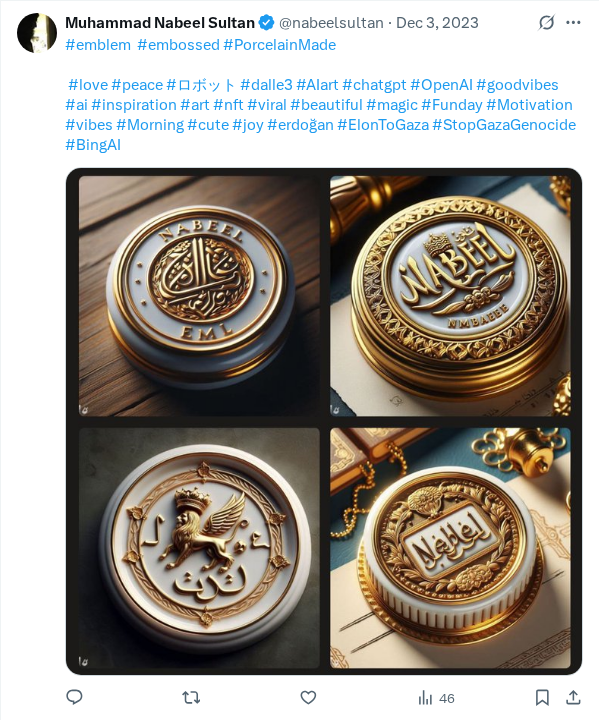 Muhammad Nabeel Sultan @nabeelsultan · Dec 3, 2023
#emblem #embossed #PorcelainMade
#love #peace #ロボット #dalle3 #AIart #chatgpt #OpenAI #goodvibes
#ai #inspiration #art #nft #viral #beautiful #magic #Funday #Motivation
#vibes #Morning #cute #joy #erdoğan #ElonToGaza #StopGazaGenocide
#BingAI
NABEEL
EML
NABEEL
NMBABBE
Nebel
46